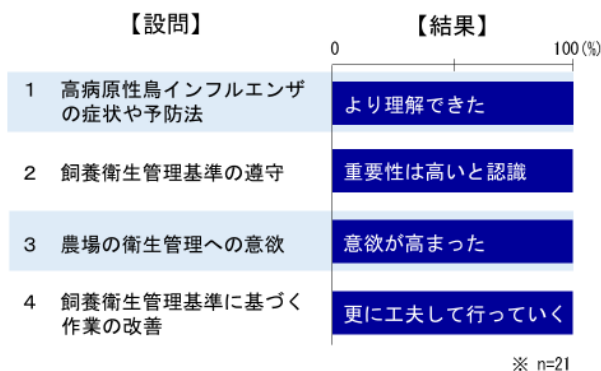 【設問】
【結果】
0 100(%)
1 高病原性鳥インフルエンザ
の症状や予防法
より理解できた
2 飼養衛生管理基準の遵守
重要性は高いと認識
3 農場の衛生管理への意欲
意欲が高まった
4 飼養衛生管理基準に基づく
作業の改善
更に工夫して行っていく
※ n=21